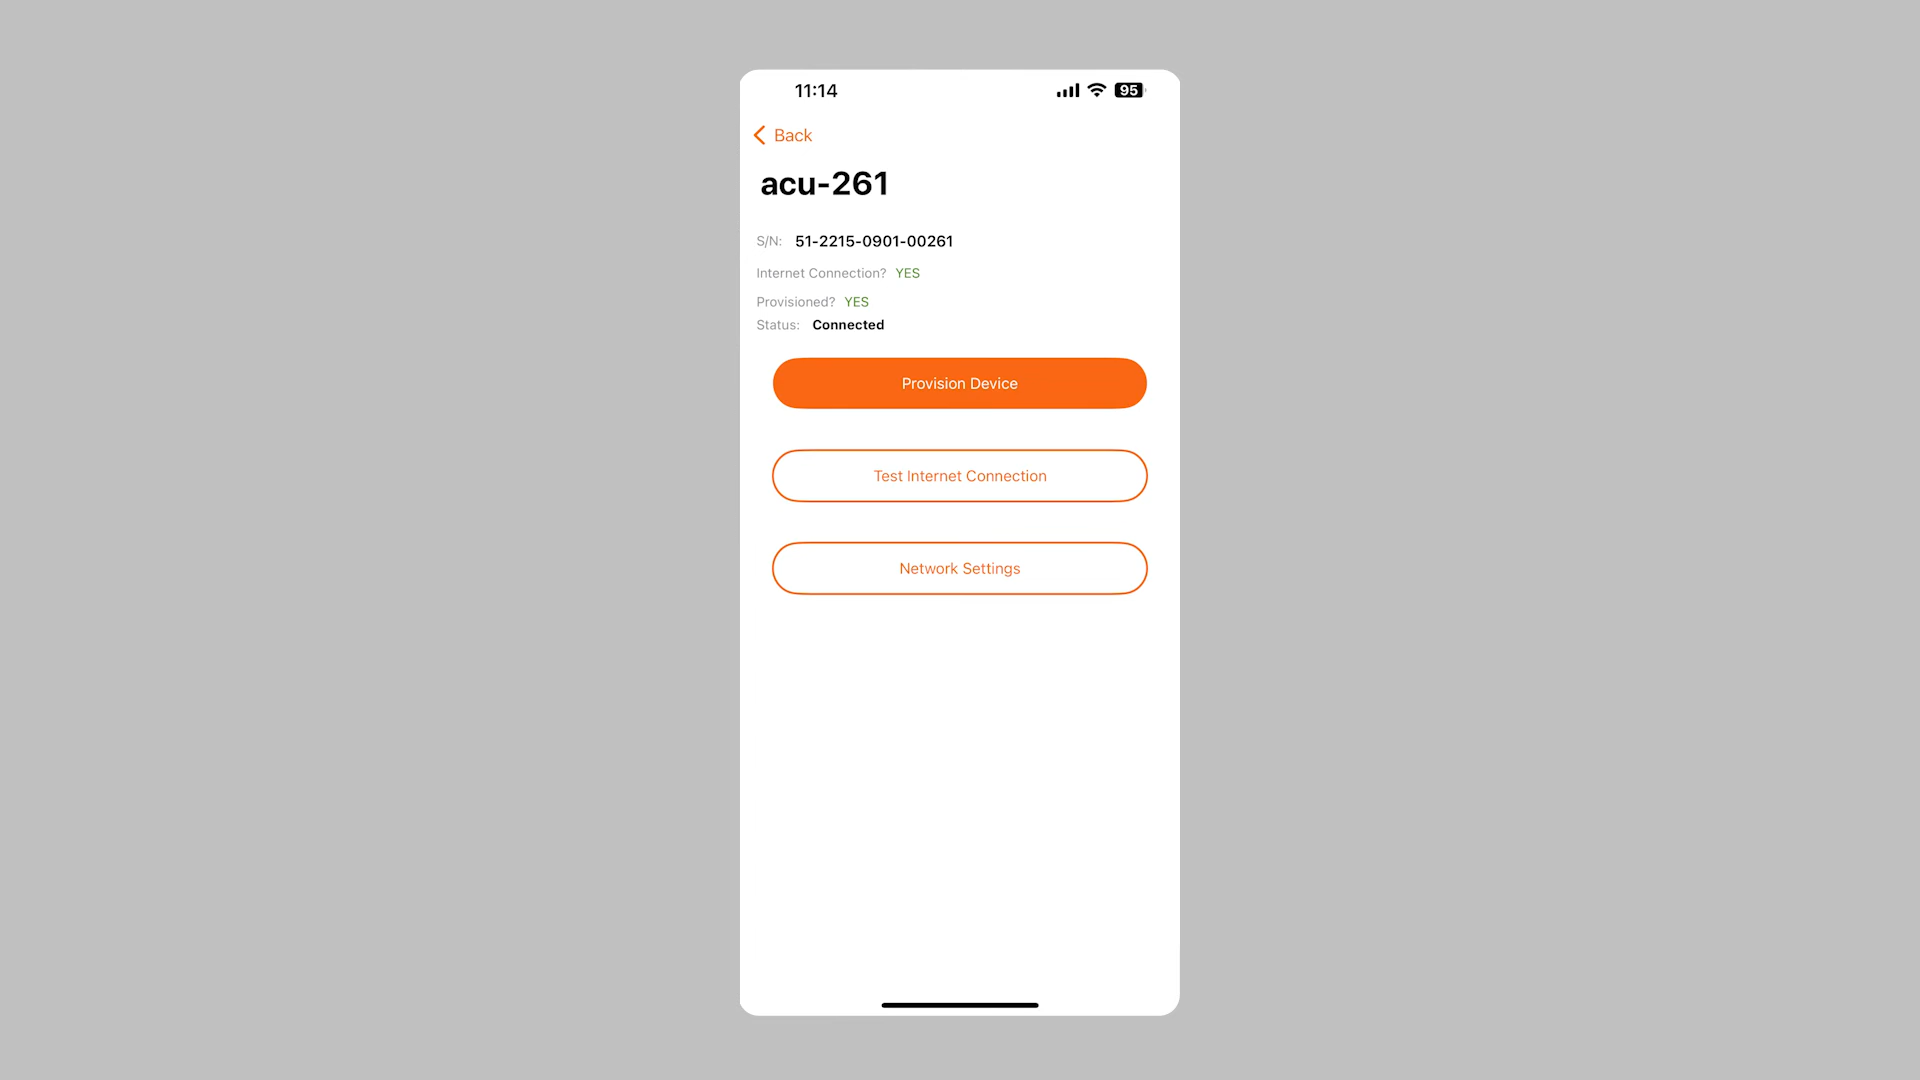 11:14 95
Back
acu-261
S/N: 51-2215-0901-00261
Internet Connection? YES
Provisioned? YES
Status: Connected
Provision Device
Test Internet Connection
Network Settings